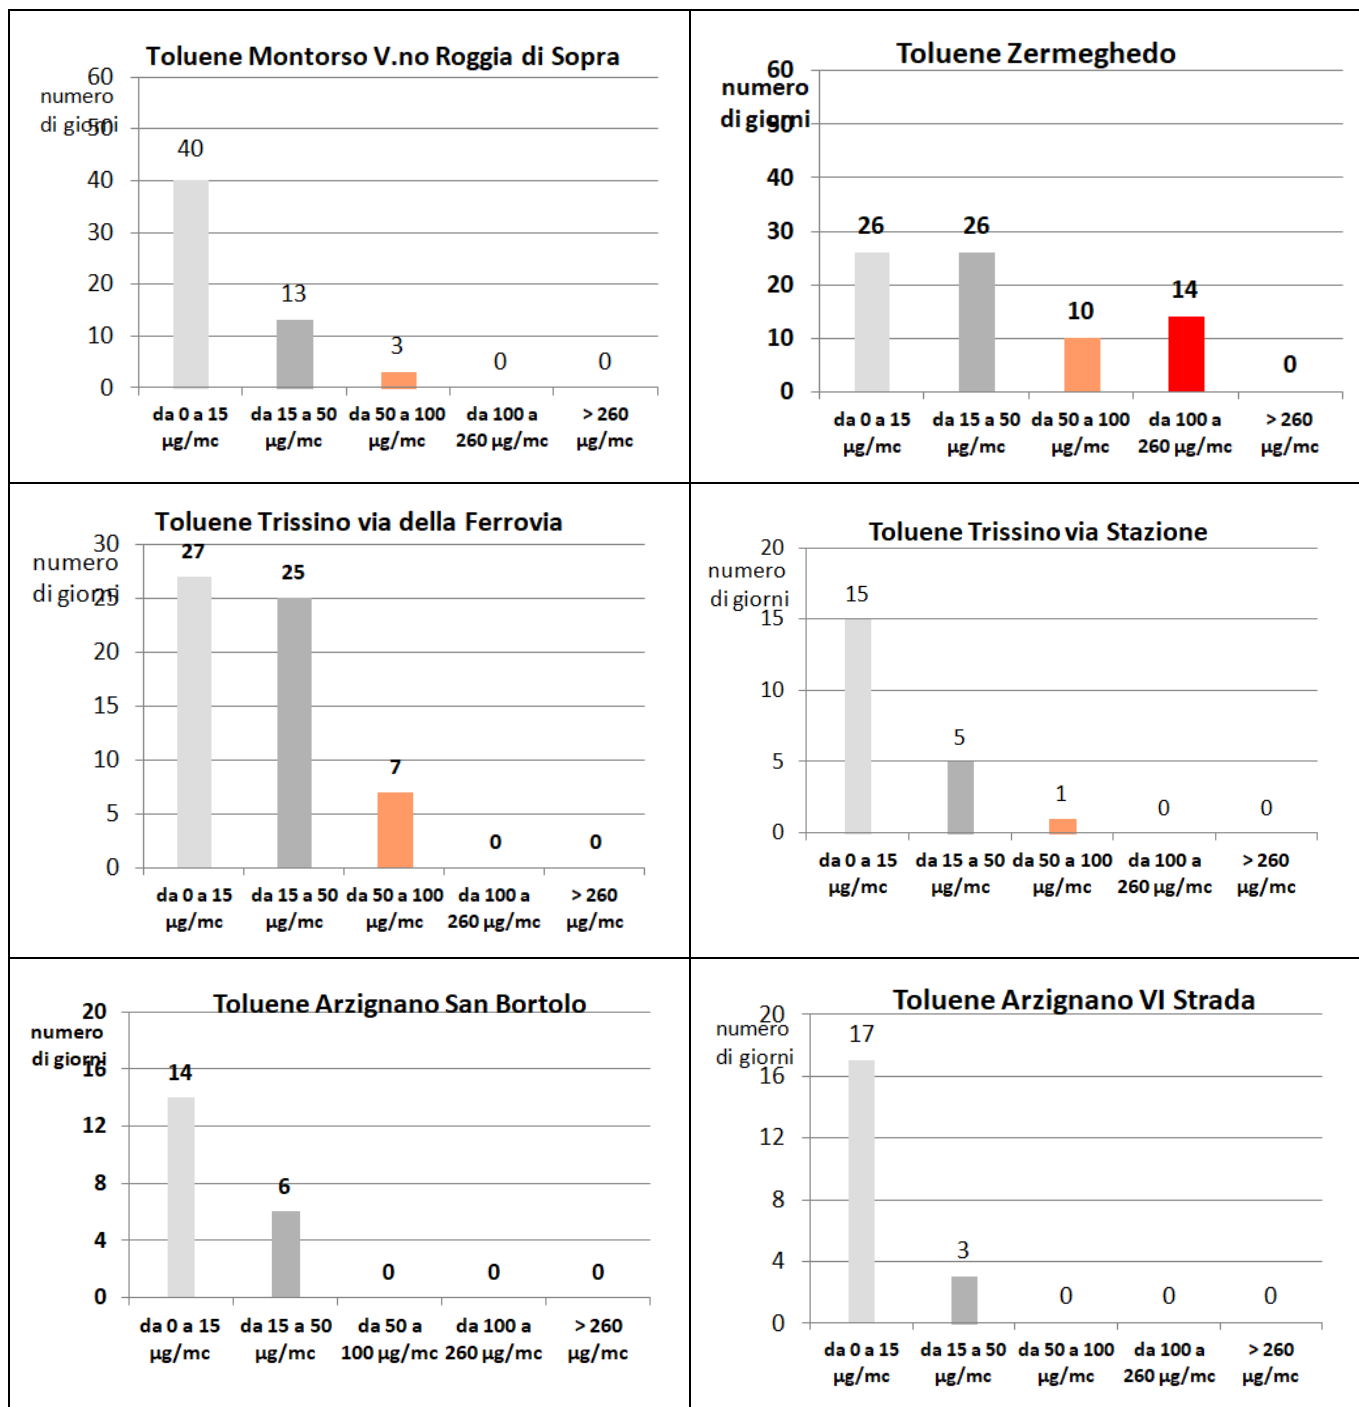 Toluene Montorso V.no Roggia di Sopra
60
numero
di giorni
50
40
30
20
10
0
40
13
3
0
0
da 0 a 15 da 15 a 50 da 50 a 100 da 100 a > 260
µg/mc µg/mc µg/mc 260 µg/mc µg/mc
Toluene Zermeghedo
60
numero
di giorni
50
40
30
20
10
0
26
26
10
14
0
da 0 a 15 da 15 a 50 da 50 a 100 da 100 a > 260
µg/mc µg/mc µg/mc 260 µg/mc µg/mc
Toluene Trissino via della Ferrovia
30
numero
di giorni
25
20
15
10
5
0
27
25
7
0
0
da 0 a 15 da 15 a 50 da 50 a 100 da 100 a > 260
µg/mc µg/mc µg/mc 260 µg/mc µg/mc
Toluene Trissino via Stazione
20
numero
di giorni
15
10
5
0
15
5
1
0
0
da 0 a 15 da 15 a 50 da 50 a 100 da 100 a > 260
µg/mc µg/mc µg/mc 260 µg/mc µg/mc
Toluene Arzignano San Bortolo
20
numero
di giorni
16
12
8
4
0
14
6
0
0
0
da 0 a 15 da 15 a 50 da 50 a da 100 a > 260
µg/mc µg/mc 100 µg/mc 260 µg/mc µg/mc
Toluene Arzignano VI Strada
20
numero
di giorni
16
12
8
4
0
17
3
0
0
0
da 0 a 15 da 15 a 50 da 50 a 100 da 100 a > 260
µg/mc µg/mc µg/mc 260 µg/mc µg/mc